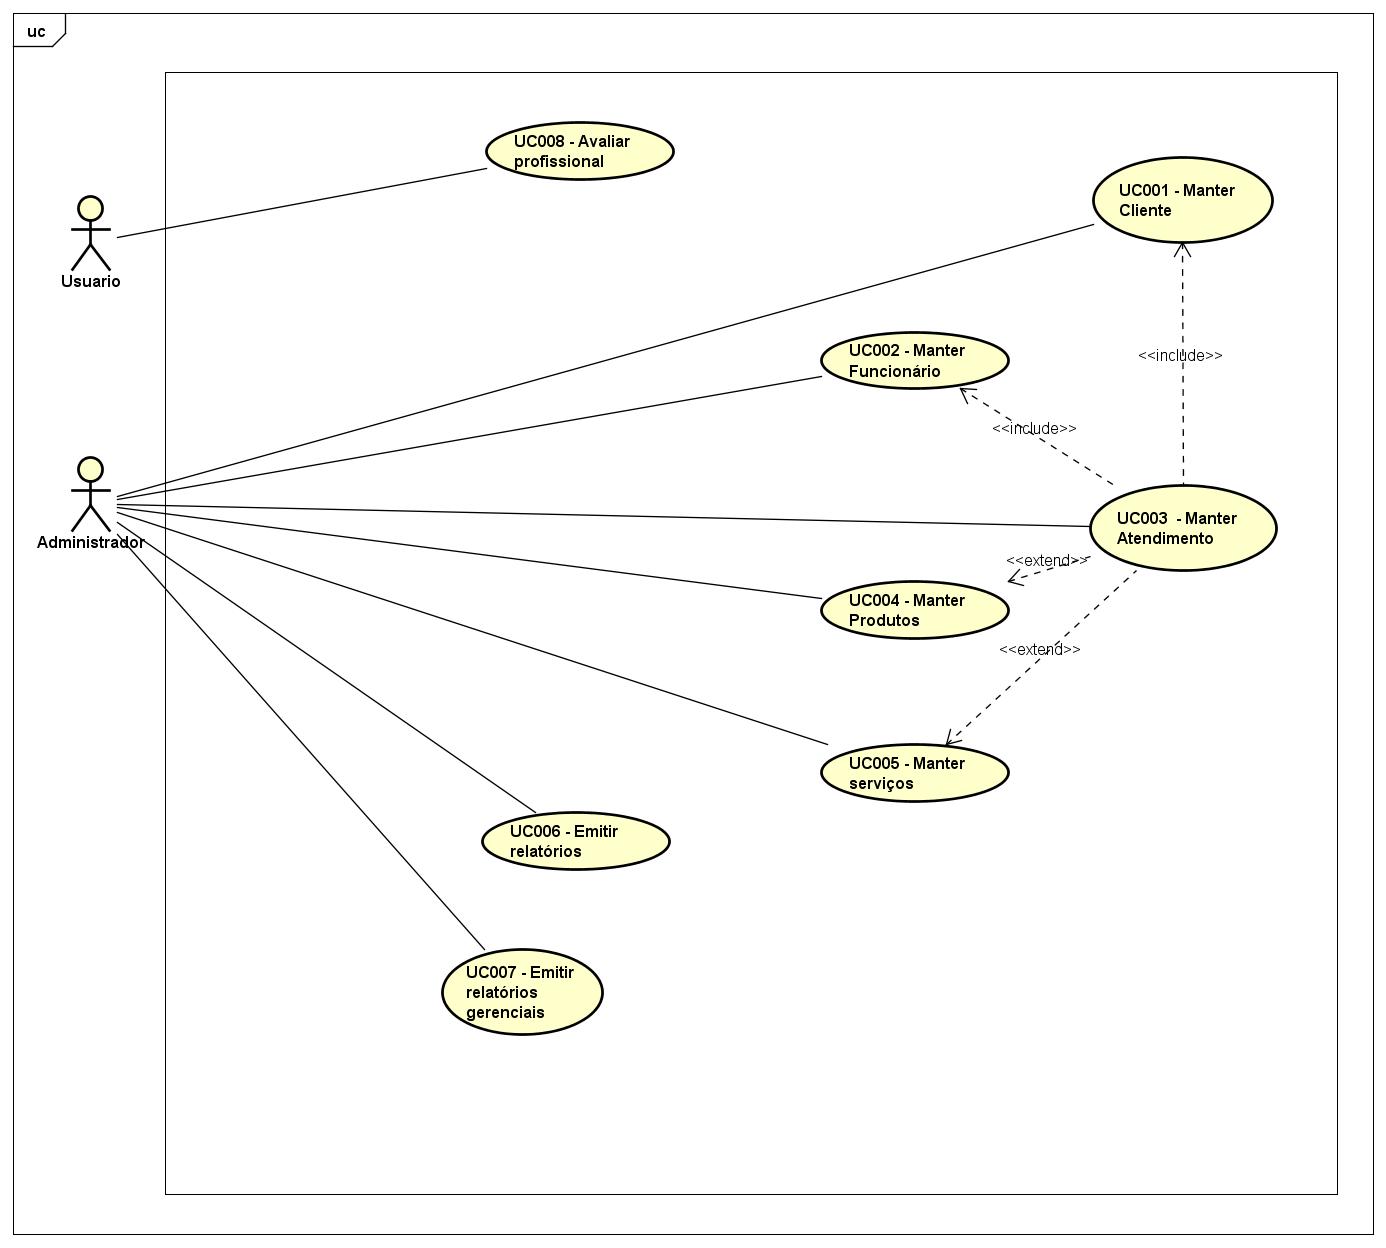 uc
UC008 - Avaliar
profissional
UC001 - Manter
Cliente
Usuario
UC002 - Manter
Funcionário
<<include>>
<<include>>
UC003  - Manter
Atendimento
Administrador
<<extend>>
UC004 - Manter
Produtos
<<extend>>
UC005 - Manter
serviços
UC006 - Emitir
relatórios
UC007 - Emitir
relatórios
gerenciais